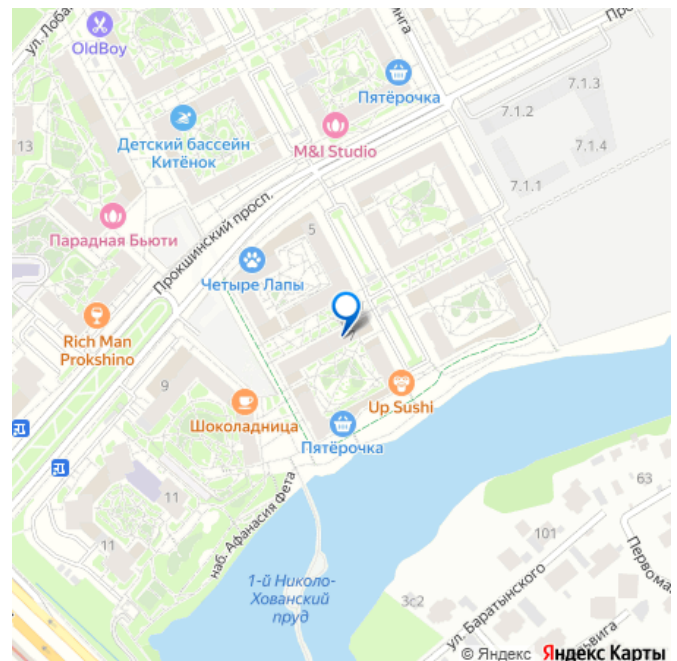 ул. Лоба
OldBoy
инга
Про
Пятёрочка
7.1.3
7.1.2
Детский бассейн
Китёнок
M&I Studio
7.1.4
13
7.1.1
Прокшинский просп.
Парадная Бьюти
5
Четыре Лапы
Rich Man
Prokshino
7
9
Up Sushi
Шоколадница
Пятёрочка
63
11
наб. Афанасия Фета
101
11
Первома
1-й Николо-
Хованский
пруд
3с2
ул. Баратынского
львига
© Яндекс Яндекс Карты